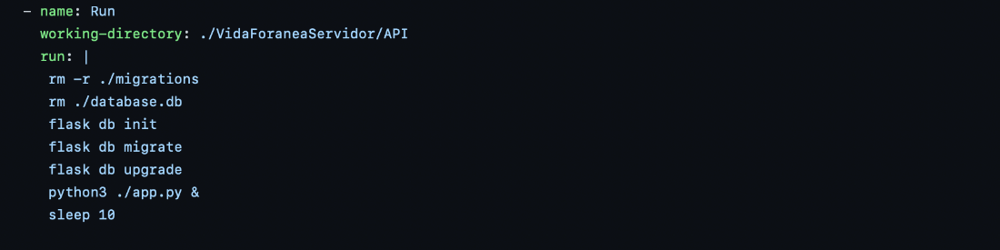 - name: Run
working-directory: ./VidaForaneaServidor/API
run: |
rm -r ./migrations
rm ./database.db
flask db init
flask db migrate
flask db upgrade
python3 ./app.py &
sleep 10